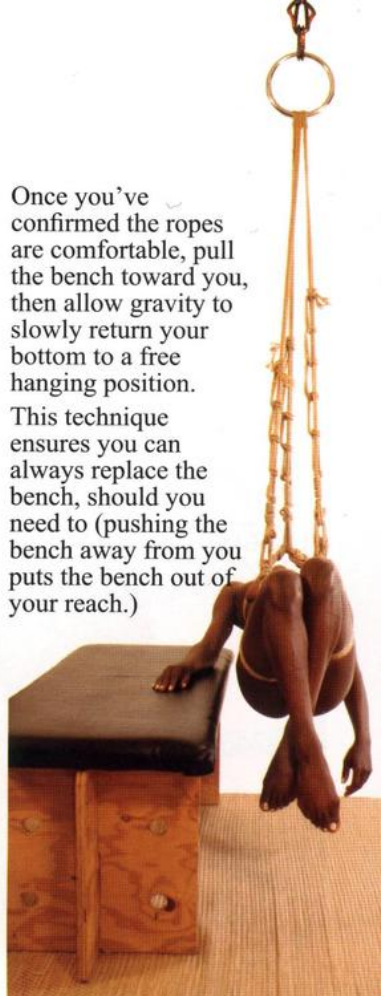 Once you've
confirmed the ropes
are comfortable, pull
the bench toward you,
then allow gravity to
slowly return your
bottom to a free
hanging position.
This technique
ensures you can
always replace the
bench, should you
need to (pushing the
bench away from you
puts the bench out of
your reach.)